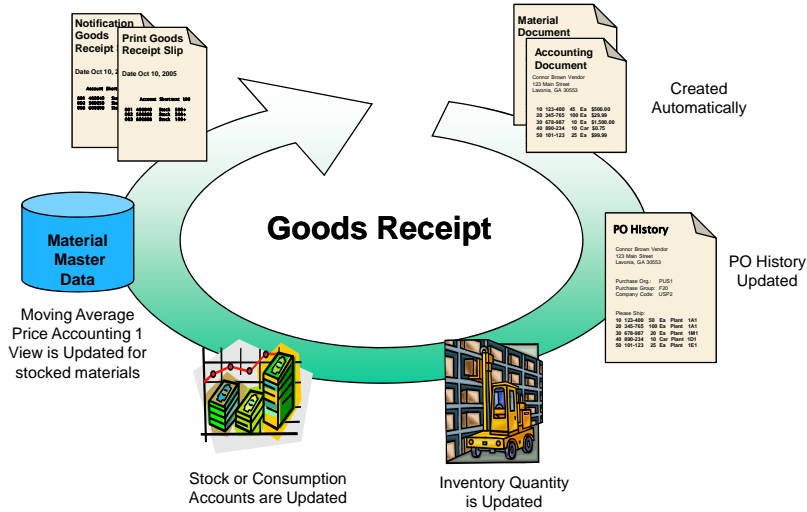 Notification
Goods
Receipt
Date Oct 10, 2
Print Goods
Receipt Slip
Date Oct 10, 2005
Material
Document
Accounting
Document
Connor Brown Vendor
123 Main Street
Lavonia, GA 30553
10 123-400 45 Ea $500.00
20 345-765 100 Ea $29.99
30 678-987 10 Ea $1,500.00
40 890-234 10 Car $0.75
50 101-123 25 Ea $99.99
Created
Automatically
Goods Receipt
PO History
Connor Brown Vendor
123 Main Street
Lavonia, GA 30553
Purchase Org.: PUS1
Purchase Group: F20
Company Code: USP2
Please Ship:
10 123-400 50 Ea Plant 1A1
20 345-765 100 Ea Plant 1A1
30 678-987 20 Ea Plant 1M1
40 890-234 10 Car Plant 1D1
50 101-123 25 Ea Plant 1E1
PO History
Updated
Material
Master
Data
Moving Average
Price Accounting 1
View is Updated for
stocked materials
Stock or Consumption
Accounts are Updated
Inventory Quantity
is Updated